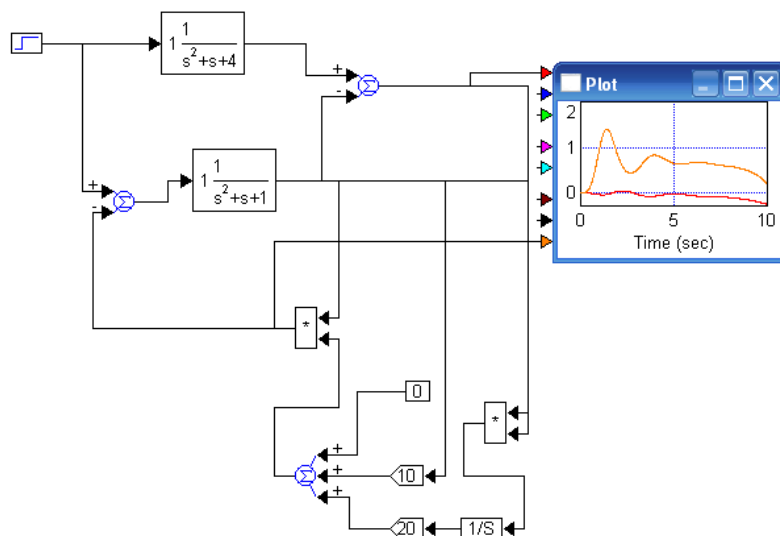 1 1
s²+s+4
+
-
Σ
1 1
s²+s+1
+
-
Σ
Plot
2
1
0
0 5 10
Time (sec)
*
0
*
+
+
+
Σ
10
20
1/S